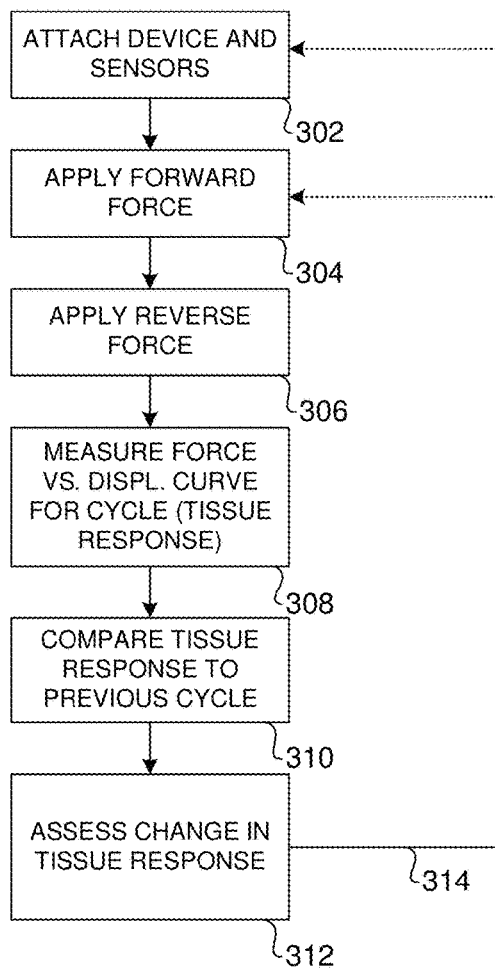 ATTACH DEVICE AND
SENSORS
302
APPLY FORWARD
FORCE
304
APPLY REVERSE
FORCE
306
MEASURE FORCE
VS. DISPL. CURVE
FOR CYCLE (TISSUE
RESPONSE)
308
COMPARE TISSUE
RESPONSE TO
PREVIOUS CYCLE
310
ASSESS CHANGE IN
TISSUE RESPONSE
314
312